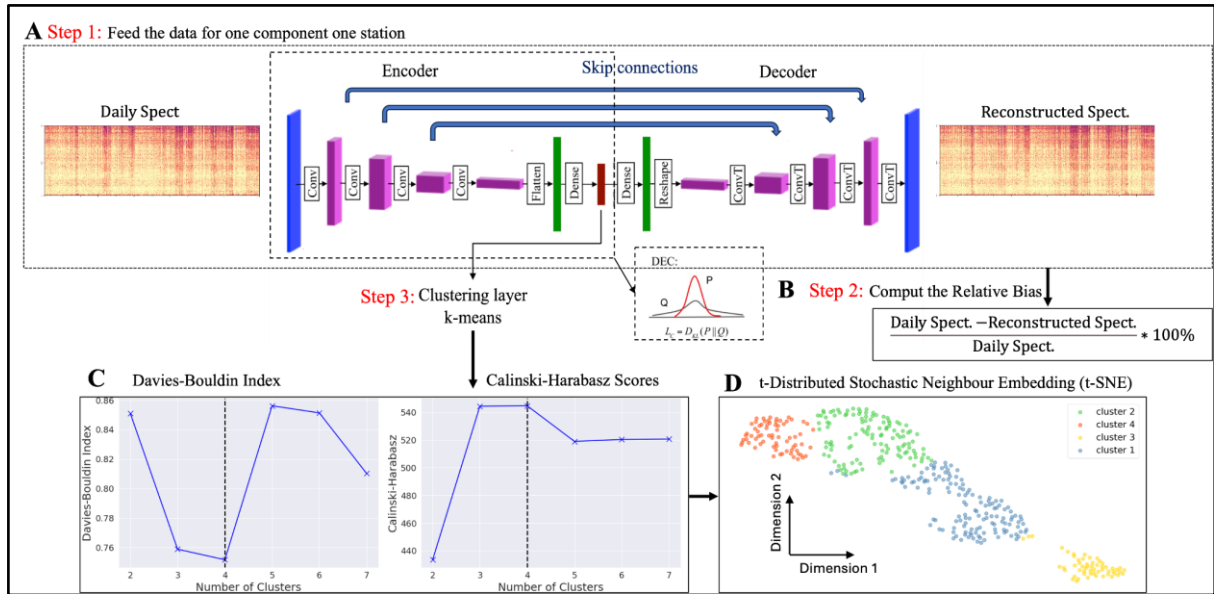 A Step 1: Feed the data for one component one station
Encoder
Skip connections
Decoder
Daily Spect
Reconstructed Spect.
Conv
Conv
Conv
Conv
Flatten
Dense
Dense
Reshape
ConvT
ConvT
ConvT
ConvT
DEC:
P
Q
L_C = D_KL (P || Q)
Step 3: Clustering layer
k-means
B Step 2: Comput the Relative Bias
Daily Spect. −Reconstructed Spect.
Daily Spect.
* 100%
C
Davies-Bouldin Index
Davies-Bouldin Index
0.86
0.84
0.82
0.80
0.78
0.76
2 3 4 5 6 7
Number of Clusters
Calinski-Harabasz Scores
Calinski-Harabasz
540
520
500
480
460
440
2 3 4 5 6 7
Number of Clusters
D t-Distributed Stochastic Neighbour Embedding (t-SNE)
cluster 2
cluster 4
cluster 3
cluster 1
Dimension 2
Dimension 1